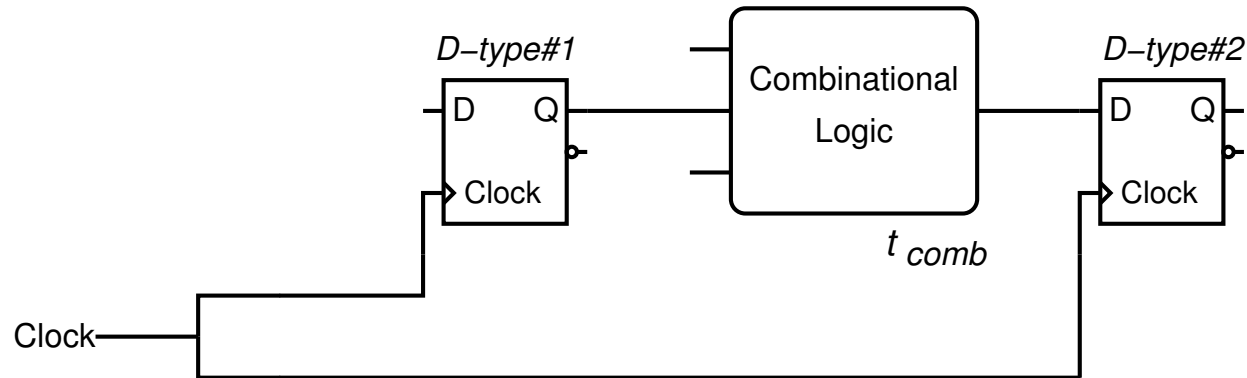 D−type#1
D
Q
Clock
Combinational
Logic
t comb
D−type#2
D
Q
Clock
Clock